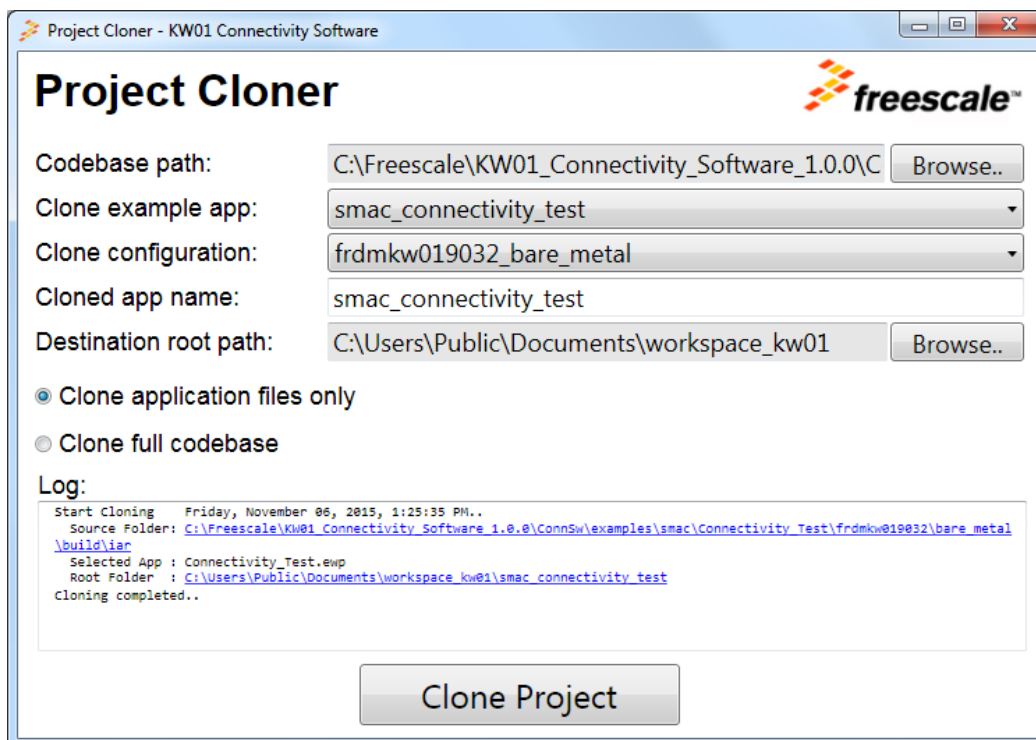 Project Cloner - KW01 Connectivity Software
Project Cloner
freescale™
Codebase path: C:\Freescale\KW01_Connectivity_Software_1.0.0\C Browse..
Clone example app: smac_connectivity_test
Clone configuration: frdmkw019032_bare_metal
Cloned app name: smac_connectivity_test
Destination root path: C:\Users\Public\Documents\workspace_kw01 Browse..
Clone application files only
Clone full codebase
Log:
Start Cloning Friday, November 06, 2015, 1:25:35 PM..
Source Folder: C:\Freescale\KW01_Connectivity_Software_1.0.0\ConnSw\examples\smac\Connectivity_Test\frdmkw019032\bare_metal
\build\iar
Selected App : Connectivity_Test.ewp
Root Folder : C:\Users\Public\Documents\workspace_kw01\smac_connectivity_test
Cloning completed..
Clone Project